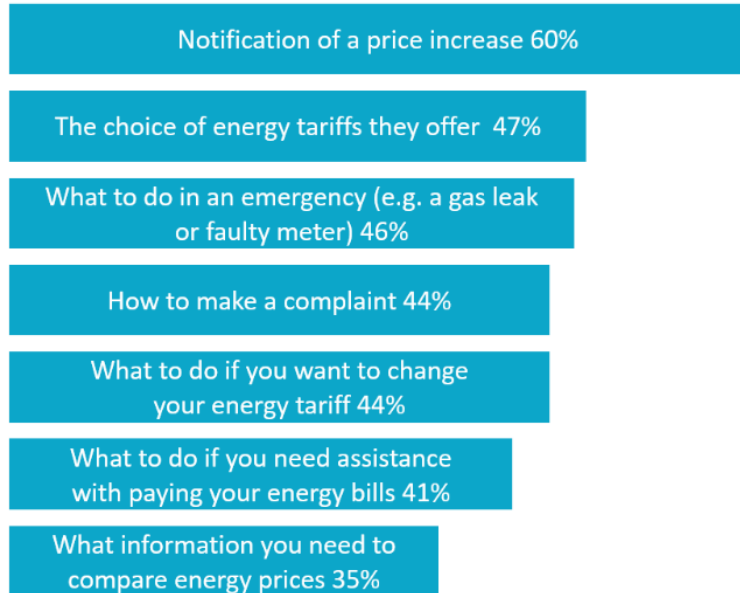 Notification of a price increase 60%
The choice of energy tariffs they offer  47%
What to do in an emergency (e.g. a gas leak
or faulty meter) 46%
How to make a complaint 44%
What to do if you want to change
your energy tariff 44%
What to do if you need assistance
with paying your energy bills 41%
What information you need to
compare energy prices 35%